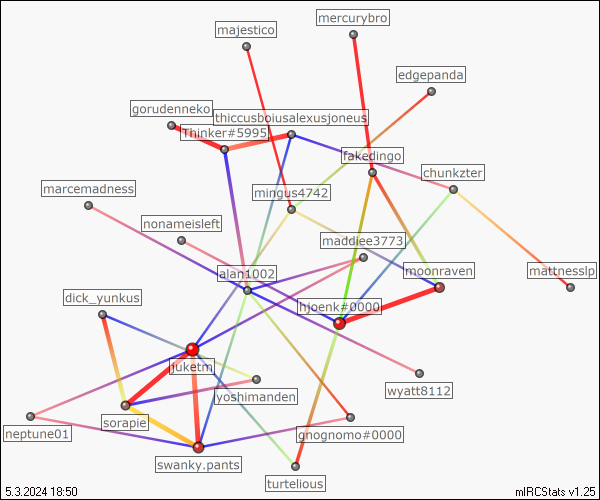 mercurybro
majestico
edgepanda
gorudenneko
thiccusboiusalexusjoneus
Thinker#5995
fakedingo
chunkzter
marcemadness
mingus4742
nonameisleft
maddiee3773
alan1002
moonraven
mattnesslp
dick_yunkus
hjoenk#0000
juketm
wyatt8112
yoshimanden
sorapie
neptune01
gnognomo#0000
swanky.pants
turtelious
5.3.2024 18:50
mIRCStats v1.25